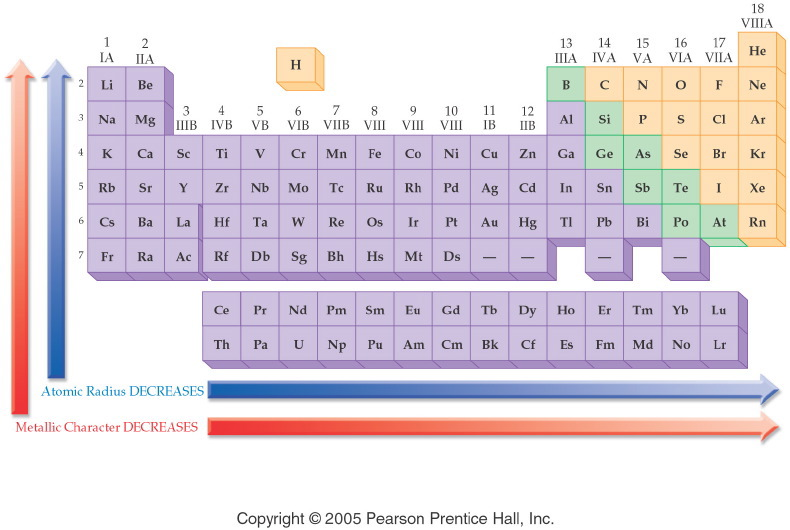 18
VIIIA
1 2 13 14 15 16 17
IA IIA IIIA IVA VA VIA VIIA
H He
2 Li Be B C N O F Ne
3 4 5 6 7 8 9 10 11 12
IIIB IVB VB VIB VIIB VIII VIII VIII IB IIB
3 Na Mg Al Si P S Cl Ar
4 K Ca Sc Ti V Cr Mn Fe Co Ni Cu Zn Ga Ge As Se Br Kr
5 Rb Sr Y Zr Nb Mo Tc Ru Rh Pd Ag Cd In Sn Sb Te I Xe
6 Cs Ba La Hf Ta W Re Os Ir Pt Au Hg Tl Pb Bi Po At Rn
7 Fr Ra Ac Rf Db Sg Bh Hs Mt Ds — — — —
Ce Pr Nd Pm Sm Eu Gd Tb Dy Ho Er Tm Yb Lu
Th Pa U Np Pu Am Cm Bk Cf Es Fm Md No Lr
Atomic Radius DECREASES
Metallic Character DECREASES
Copyright © 2005 Pearson Prentice Hall, Inc.